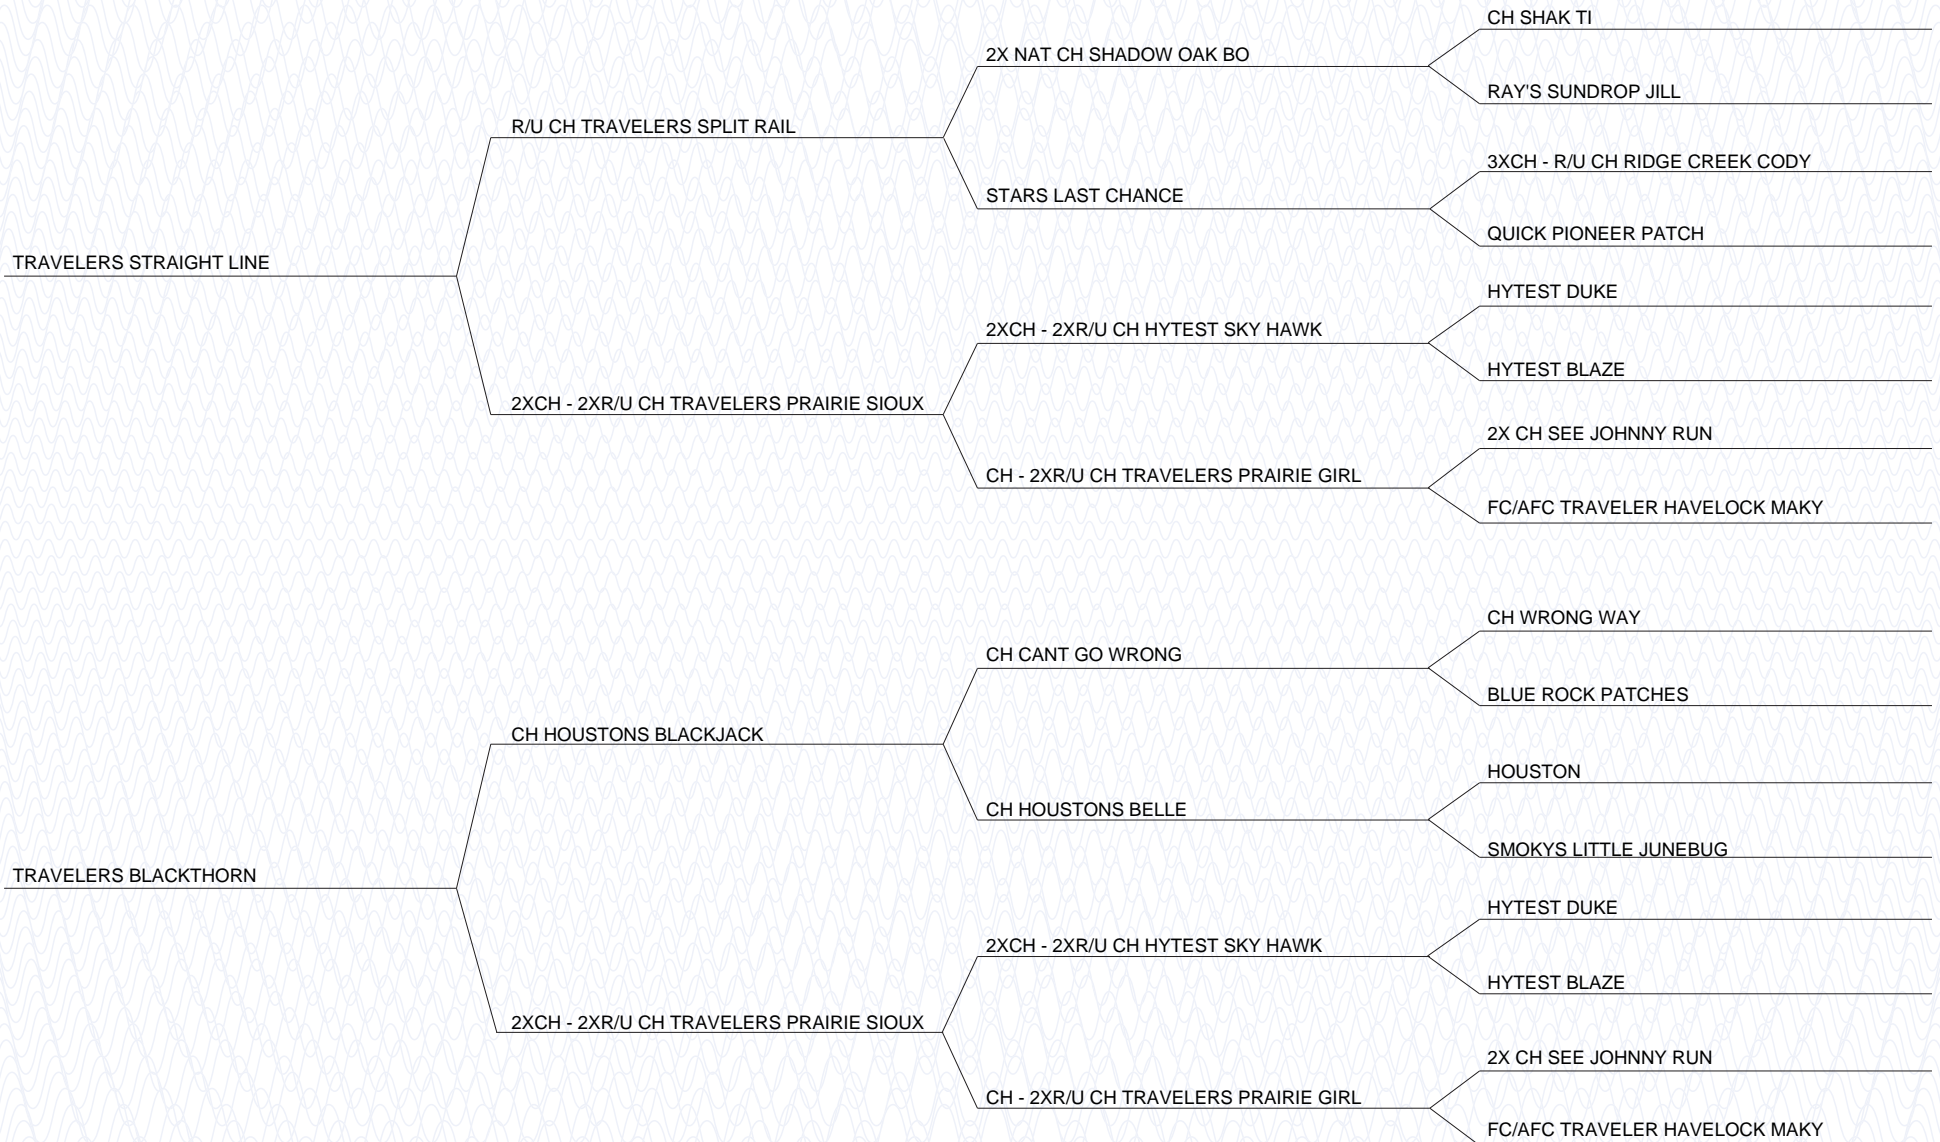 CH SHAK TI
2X NAT CH SHADOW OAK BO
RAY'S SUNDROP JILL
R/U CH TRAVELERS SPLIT RAIL
3XCH - R/U CH RIDGE CREEK CODY
STARS LAST CHANCE
QUICK PIONEER PATCH
TRAVELERS STRAIGHT LINE
HYTEST DUKE
2XCH - 2XR/U CH HYTEST SKY HAWK
HYTEST BLAZE
2XCH - 2XR/U CH TRAVELERS PRAIRIE SIOUX
2X CH SEE JOHNNY RUN
CH - 2XR/U CH TRAVELERS PRAIRIE GIRL
FC/AFC TRAVELER HAVELOCK MAKY
CH WRONG WAY
CH CANT GO WRONG
BLUE ROCK PATCHES
CH HOUSTONS BLACKJACK
HOUSTON
CH HOUSTONS BELLE
SMOKYS LITTLE JUNEBUG
TRAVELERS BLACKTHORN
HYTEST DUKE
2XCH - 2XR/U CH HYTEST SKY HAWK
HYTEST BLAZE
2XCH - 2XR/U CH TRAVELERS PRAIRIE SIOUX
2X CH SEE JOHNNY RUN
CH - 2XR/U CH TRAVELERS PRAIRIE GIRL
FC/AFC TRAVELER HAVELOCK MAKY